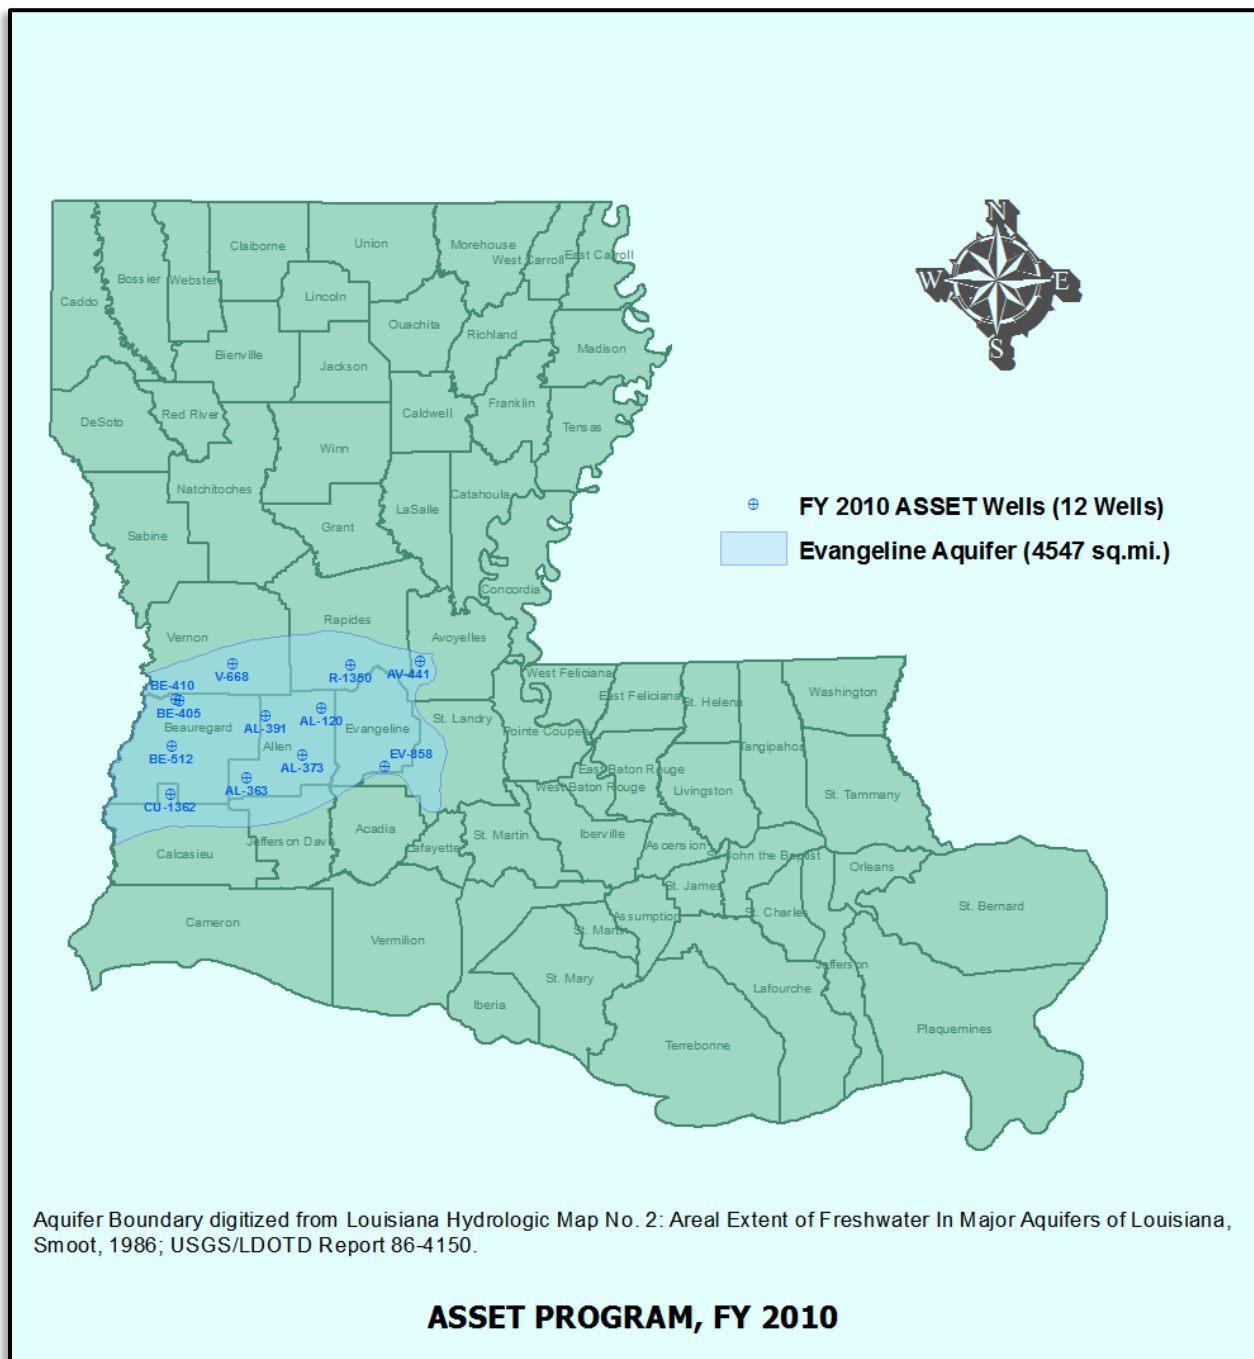 N
W
E
S
Claiborne
Union
Morehouse
West Carroll
East Carroll
Bossier
Webster
Caddo
Lincoln
Ouachita
Richland
Madison
Bienville
Jackson
Franklin
DeSoto
Red River
Caldwell
Tensas
Winn
Natchitoches
Catahoula
LaSalle
Grant
Sabine
FY 2010 ASSET Wells (12 Wells)
Evangeline Aquifer (4547 sq.mi.)
Concordia
Rapides
Vernon
Avoyelles
V-668
R-1350
AV-441
West Feliciana
East Feliciana
St. Helena
Washington
BE-410
BE-405
Beauregard
AL-391
AL-120
Evangeline
St. Landry
Pointe Coupee
Tangipahoa
Allen
BE-512
AL-373
EV-858
East Baton Rouge
West Baton Rouge
Livingston
St. Tammany
AL-363
CU-1362
Acadia
St. Martin
Iberville
Ascension
Jefferson Davis
Lafayette
Calcasieu
St. John the Baptist
Orleans
St. James
St. Charles
St. Bernard
Cameron
Vermilion
Assumption
St. Martin
St. Mary
Jefferson
Lafourche
Iberia
Plaquemines
Terrebonne
Aquifer Boundary digitized from Louisiana Hydrologic Map No. 2: Areal Extent of Freshwater In Major Aquifers of Louisiana,
Smoot, 1986; USGS/LDOTD Report 86-4150.
ASSET PROGRAM, FY 2010